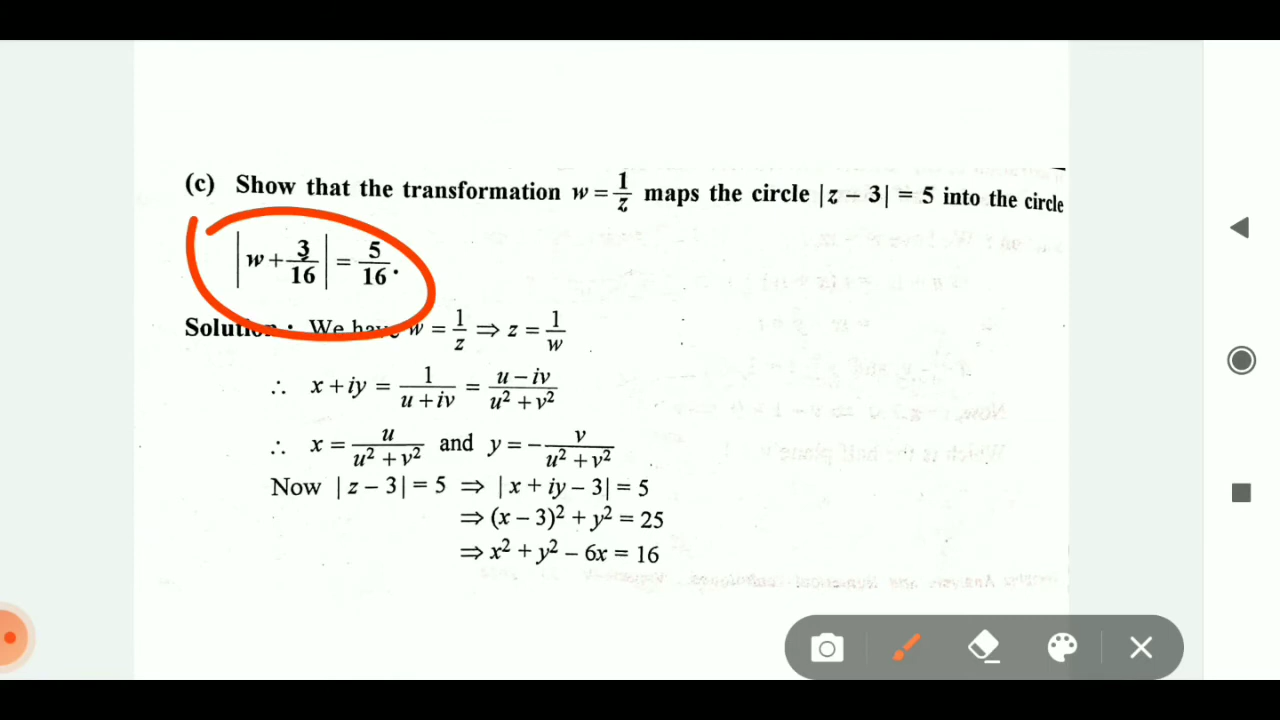 (c) Show that the transformation w = 1/z maps the circle |z − 3| = 5 into the circle
|w + 3/16| = 5/16.
Solution : We have w = 1/z ⇒ z = 1/w
∴ x + iy = 1/(u + iv) = (u − iv)/(u² + v²)
∴ x = u/(u² + v²) and y = − v/(u² + v²)
Now | z − 3| = 5 ⇒ | x + iy − 3| = 5
⇒ (x − 3)² + y² = 25
⇒ x² + y² − 6x = 16